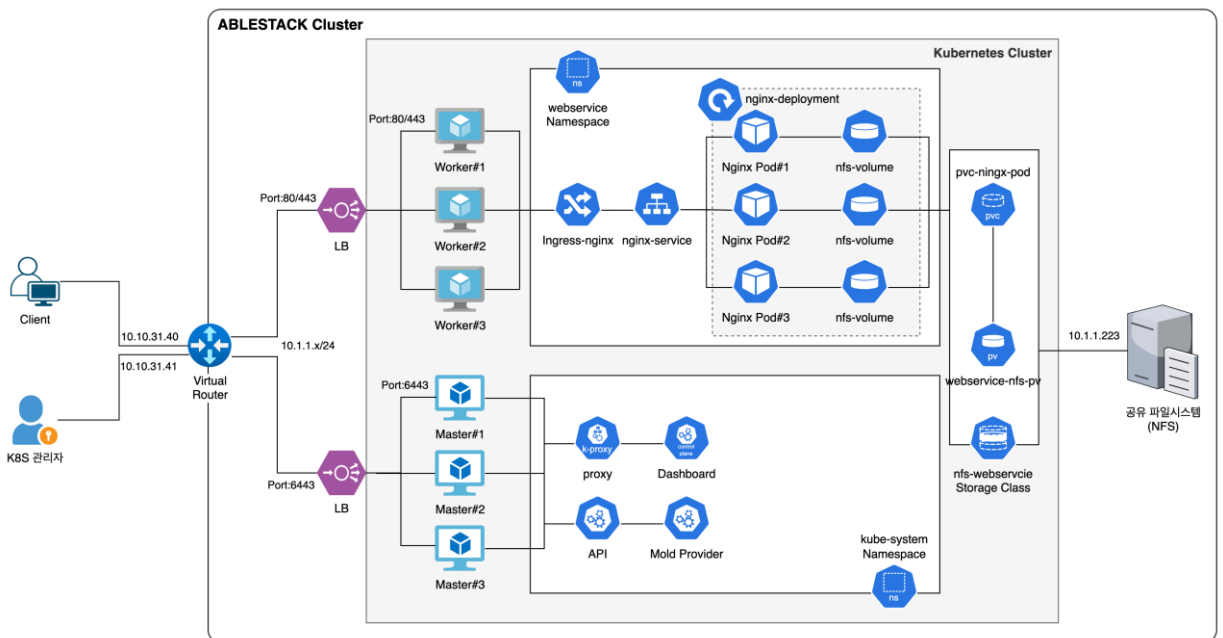 ABLESTACK Cluster
Kubernetes Cluster
ns
webservice
Namespace
nginx-deployment
Port:80/443
Worker#1
Nginx Pod#1
nfs-volume
pvc-ningx-pod
pvc
Port:80/443
LB
Worker#2
Ingress-nginx
nginx-service
Nginx Pod#2
nfs-volume
Worker#3
Nginx Pod#3
nfs-volume
Client
10.10.31.40
10.10.31.41
10.1.1.x/24
Virtual
Router
pv
webservice-nfs-pv
10.1.1.223
공유 파일시스템
(NFS)
K8S 관리자
Port:6443
Master#1
k-proxy
proxy
control
plane
Dashboard
nfs-webservcie
Storage Class
Port:6443
LB
Master#2
API
Mold Provider
Master#3
kube-system
Namespace
ns